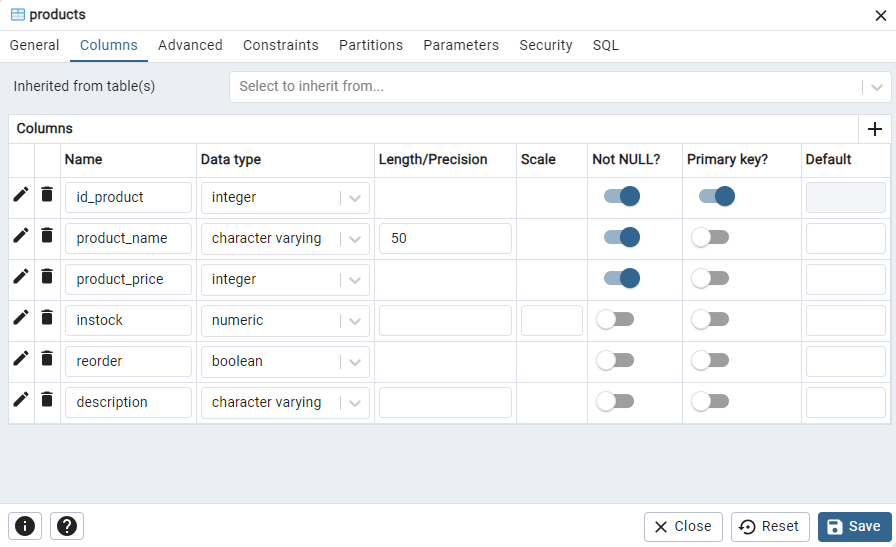 products
General Columns Advanced Constraints Partitions Parameters Security SQL
Inherited from table(s) Select to inherit from...
Columns
Name Data type Length/Precision Scale Not NULL? Primary key? Default
id_product integer
product_name character varying 50
product_price integer
instock numeric
reorder boolean
description character varying
Close Reset Save